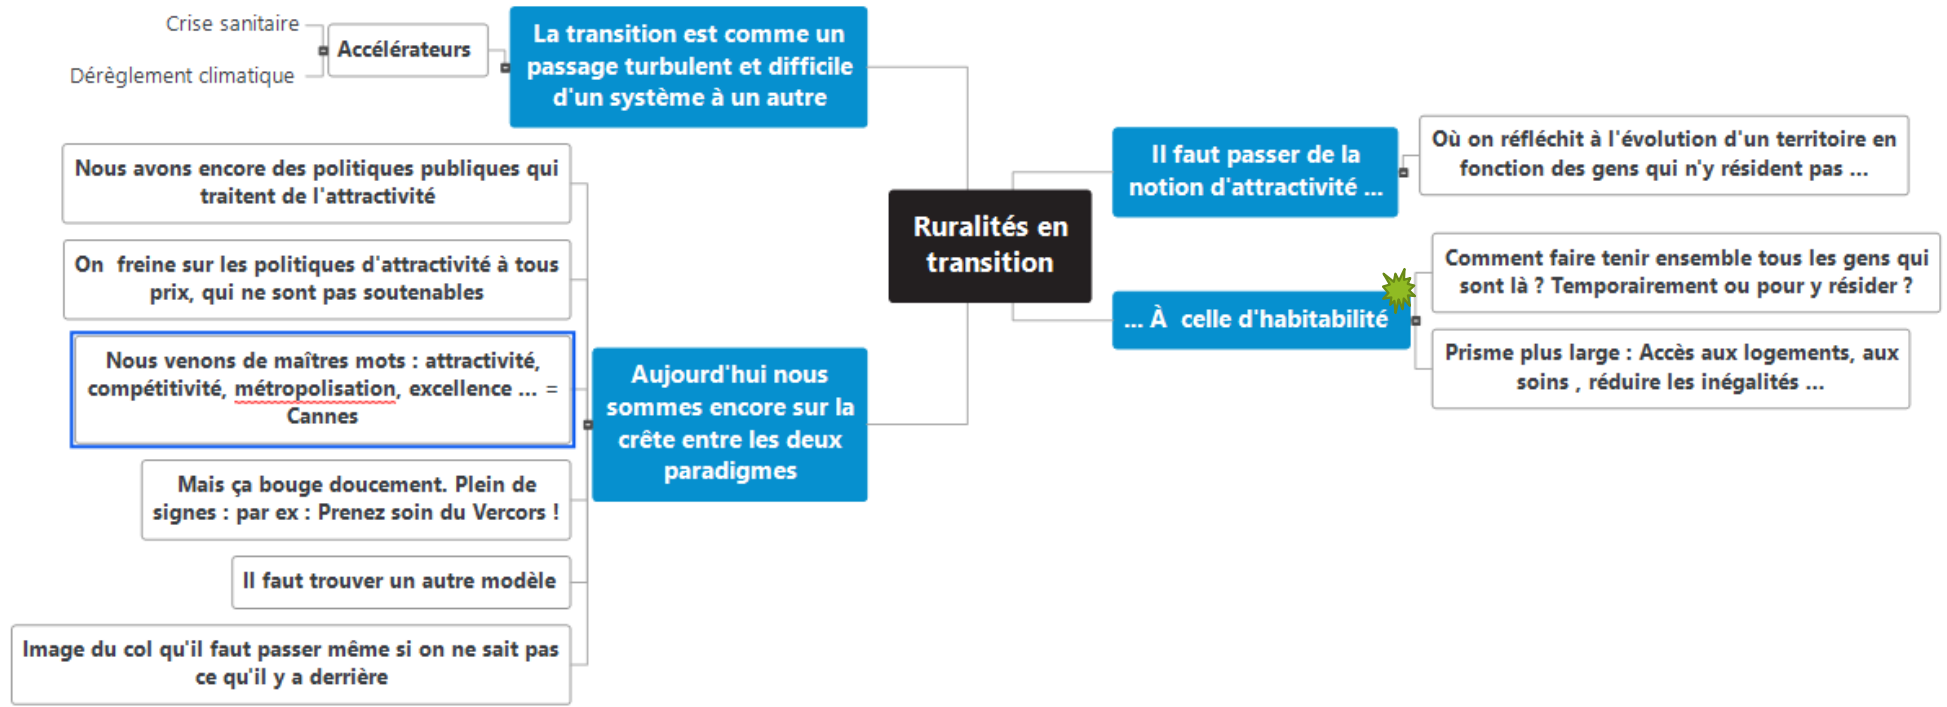 Ruralités en
transition
La transition est comme un
passage turbulent et difficile
d'un système à un autre
Accélérateurs
Crise sanitaire
Dérèglement climatique
Il faut passer de la
notion d'attractivité ...
Où on réfléchit à l'évolution d'un territoire en
fonction des gens qui n'y résident pas ...
... À  celle d'habitabilité
Comment faire tenir ensemble tous les gens qui
sont là ? Temporairement ou pour y résider ?
Prisme plus large : Accès aux logements, aux
soins , réduire les inégalités ...
Aujourd'hui nous
sommes encore sur la
crête entre les deux
paradigmes
Nous avons encore des politiques publiques qui
traitent de l'attractivité
On  freine sur les politiques d'attractivité à tous
prix, qui ne sont pas soutenables
Nous venons de maîtres mots : attractivité,
compétitivité, métropolisation, excellence ... =
Cannes
Mais ça bouge doucement. Plein de
signes : par ex : Prenez soin du Vercors !
Il faut trouver un autre modèle
Image du col qu'il faut passer même si on ne sait pas
ce qu'il y a derrière